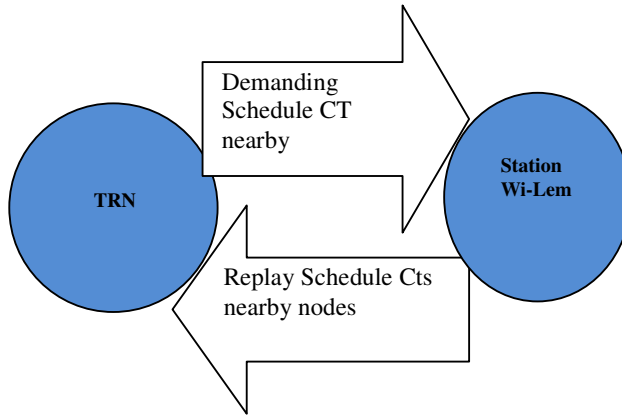 Demanding
Schedule CT
nearby
Station
Wi-Lem
TRN
Replay Schedule Cts
nearby nodes